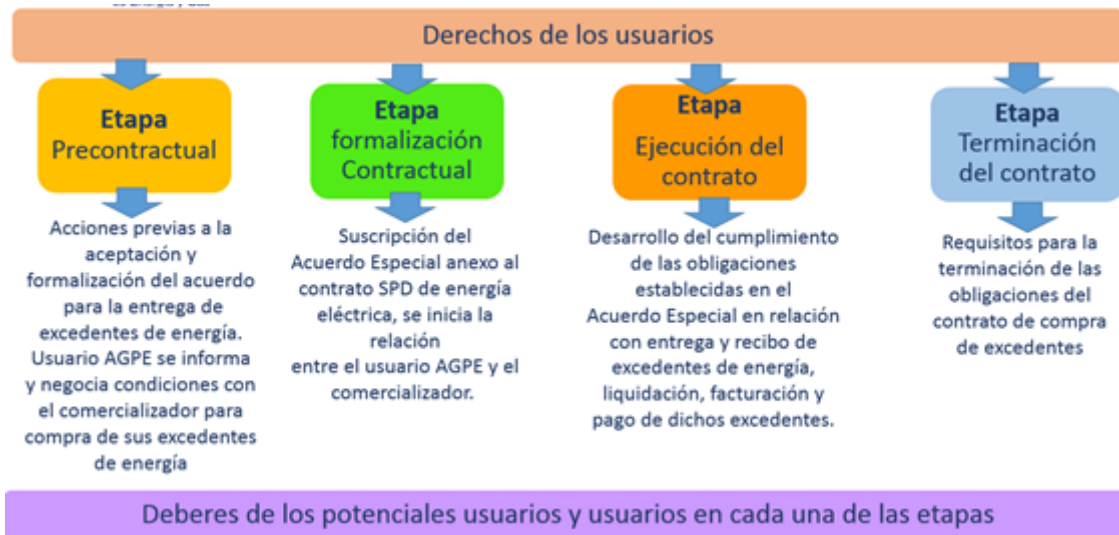 Derechos de los usuarios
Etapa
Precontractual
Acciones previas a la
aceptación y
formalización del acuerdo
para la entrega de
excedentes de energía.
Usuario AGPE se informa
y negocia condiciones con
el comercializador para
compra de sus excedentes
de energía
Etapa
formalización
Contractual
Suscripción del
Acuerdo Especial anexo al
contrato SPD de energía
eléctrica, se inicia la
relación
entre el usuario AGPE y el
comercializador.
Etapa
Ejecución del
contrato
Desarrollo del cumplimiento
de las obligaciones
establecidas en el
Acuerdo Especial en relación
con entrega y recibo de
excedentes de energía,
liquidación, facturación y
pago de dichos excedentes.
Etapa
Terminación
del contrato
Requisitos para la
terminación de las
obligaciones del
contrato de compra
de excedentes
Deberes de los potenciales usuarios y usuarios en cada una de las etapas